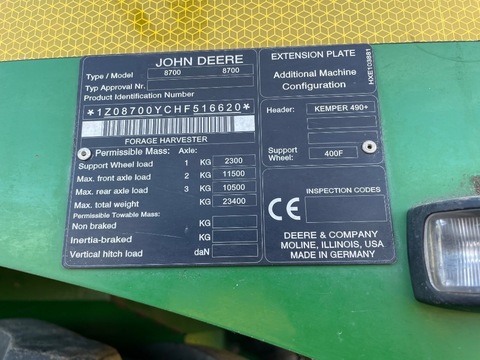 JOHN DEERE
Type / Model 8700 8700
Typ Approval Nr.
Product Identification Number
*1Z08700YCHF516620*
FORAGE HARVESTER
Permissible Mass: Axle:
Support Wheel load 1 KG 2300
Max. front axle load 2 KG 11500
Max. rear axle load 3 KG 10500
Max. total weight KG 23400
Permissible Towable Mass:
Non braked KG
Inertia-braked KG
Vertical hitch load daN
EXTENSION PLATE
Additional Machine
Configuration
Header: KEMPER 490+
Support
Wheel: 400F
INSPECTION CODES
CE
DEERE & COMPANY
MOLINE, ILLINOIS, USA
MADE IN GERMANY
HXE103881